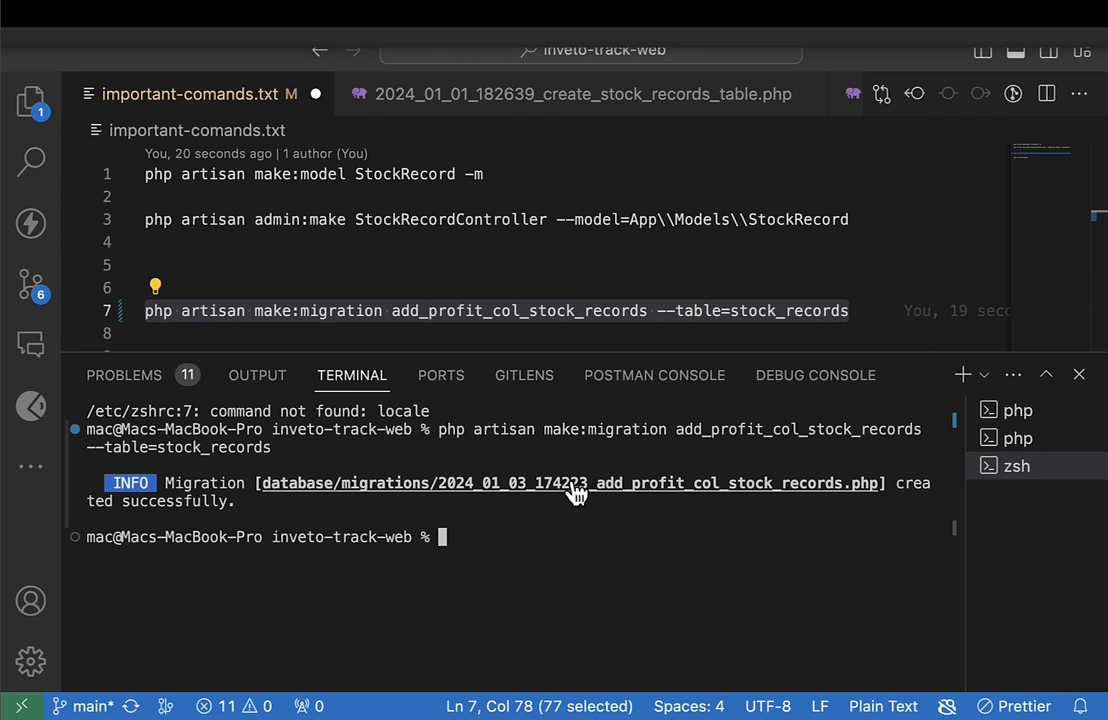 inveto-track-web
1
important-comands.txt M
2024_01_01_182639_create_stock_records_table.php
important-comands.txt
You, 20 seconds ago | 1 author (You)
1 php artisan make:model StockRecord -m
2
3 php artisan admin:make StockRecordController --model=App\\Models\\StockRecord
4
5
6
7 php artisan make:migration add_profit_col_stock_records --table=stock_records You, 19 seco
8
6
PROBLEMS 11 OUTPUT TERMINAL PORTS GITLENS POSTMAN CONSOLE DEBUG CONSOLE
/etc/zshrc:7: command not found: locale
mac@Macs-MacBook-Pro inveto-track-web % php artisan make:migration add_profit_col_stock_records
--table=stock_records
INFO Migration [database/migrations/2024_01_03_174223_add_profit_col_stock_records.php] crea
ted successfully.
mac@Macs-MacBook-Pro inveto-track-web %
php
php
zsh
main* 11 0 0 Ln 7, Col 78 (77 selected) Spaces: 4 UTF-8 LF Plain Text Prettier